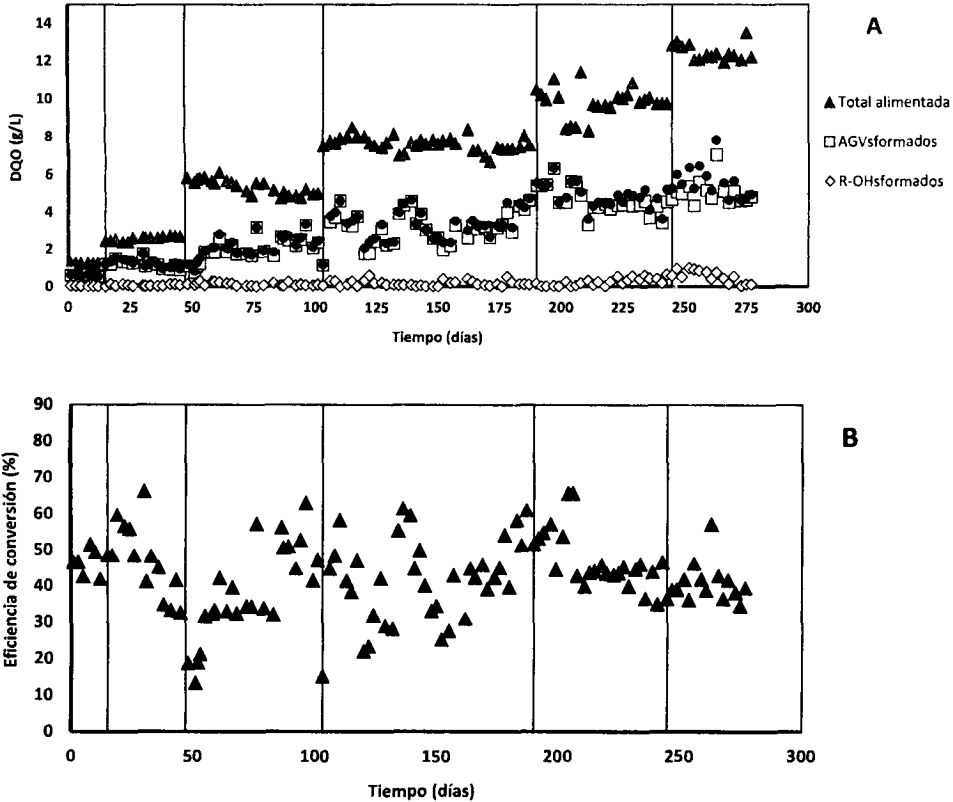 A
DQO (g/L)
14
12
10
8
6
4
2
0
0 25 50 75 100 125 150 175 200 225 250 275 300
Tiempo (días)
Total alimentada
AGVsformados
R-OHsformados
B
Eficiencia de conversión (%)
90
80
70
60
50
40
30
20
10
0
0 50 100 150 200 250 300
Tiempo (días)